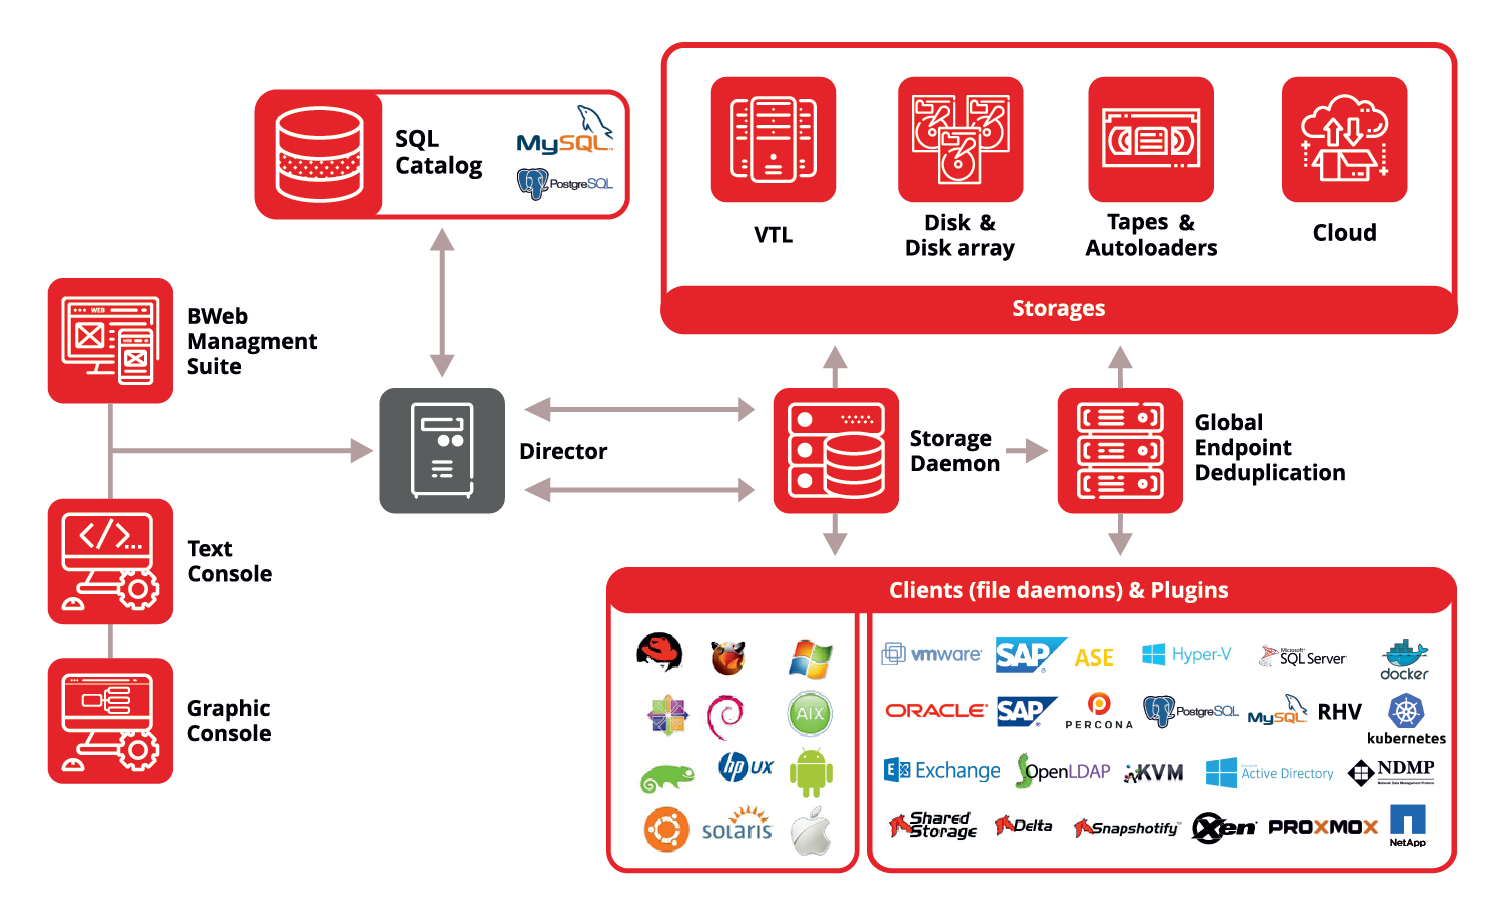 SQL
Catalog
MySQL
PostgreSQL
VTL
Disk &
Disk array
Tapes &
Autoloaders
Cloud
Storages
WEB
BWeb
Managment
Suite
Director
Storage
Daemon
Global
Endpoint
Deduplication
</>...
Text
Console
Graphic
Console
Clients (file daemons) & Plugins
AIX
hp UX
solaris
vmware
SAP
ASE
Hyper-V
Microsoft
SQL Server
docker
ORACLE
SAP
PERCONA
PostgreSQL
MySQL
RHV
kubernetes
Exchange
OpenLDAP
KVM
Active Directory
NDMP
Shared
Storage
Delta
Snapshotify
Xen
PROXMOX
NetApp